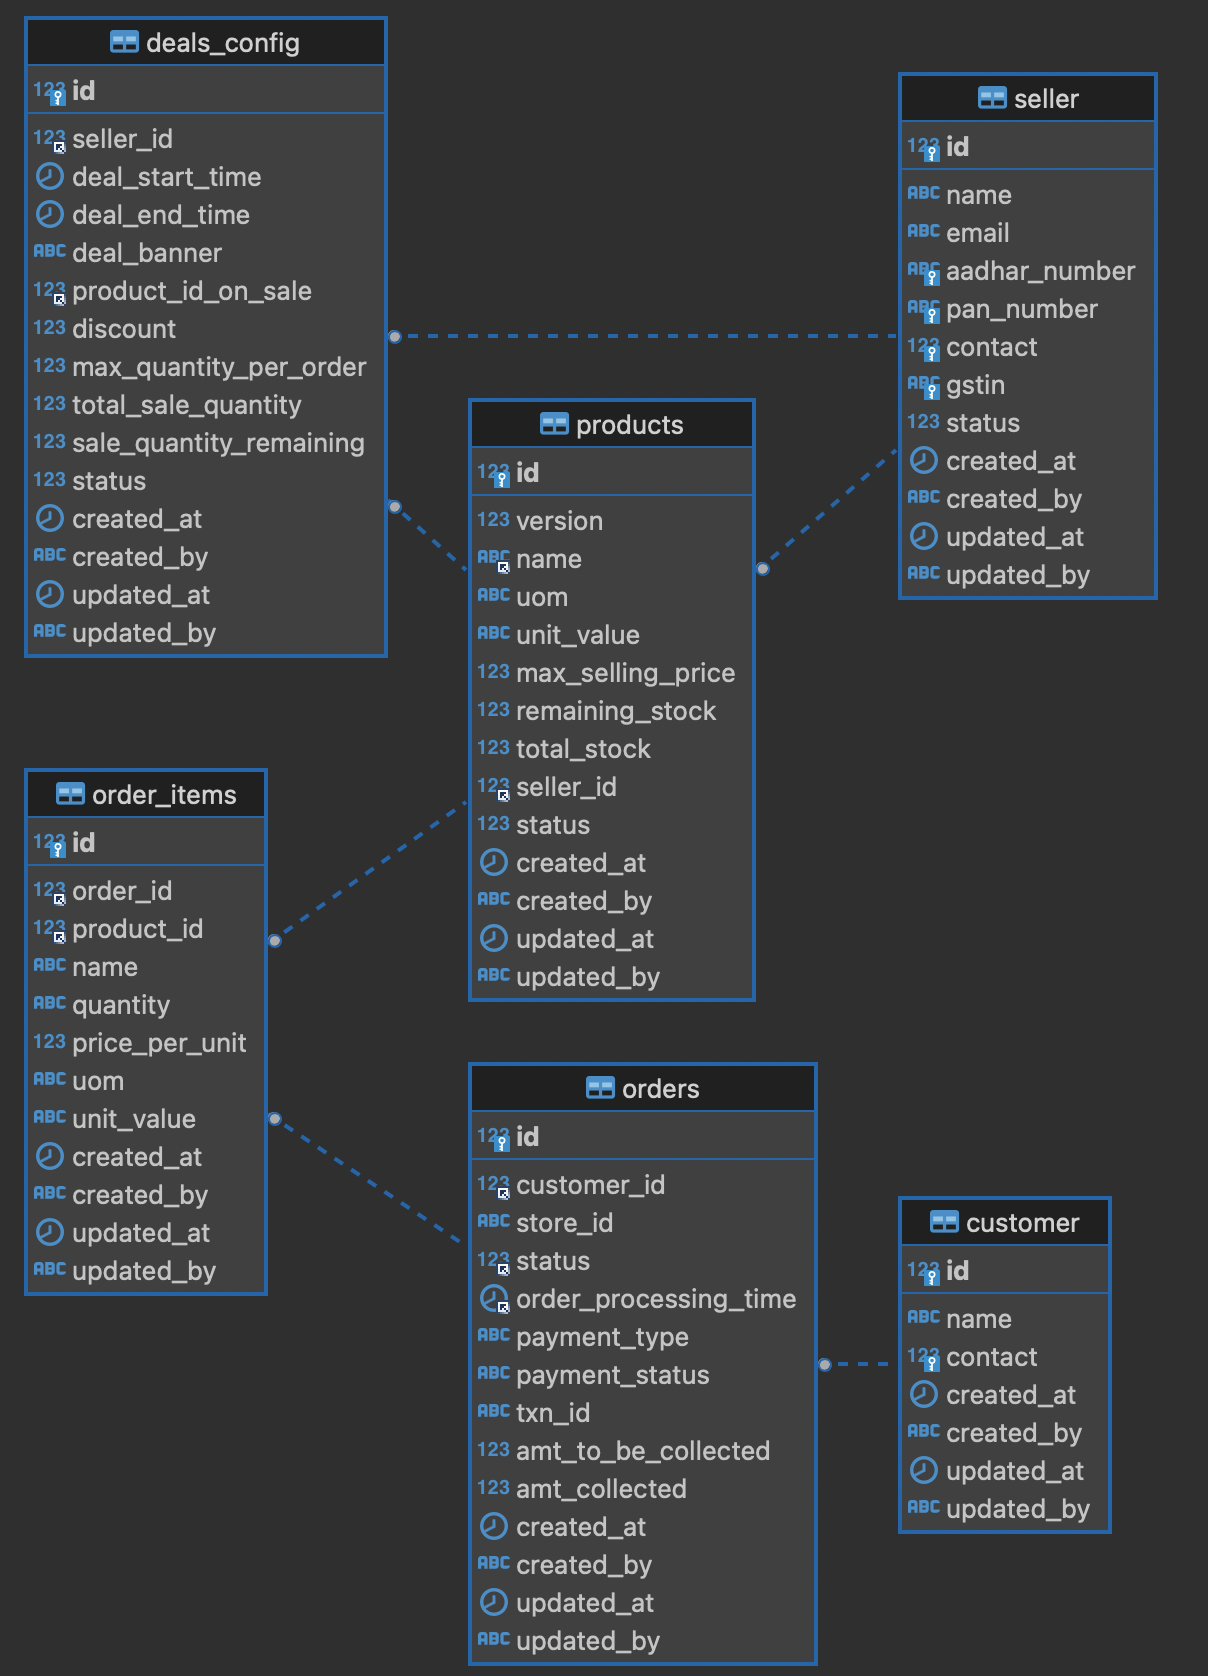 deals_config
123 id
123 seller_id
deal_start_time
deal_end_time
ABC deal_banner
123 product_id_on_sale
123 discount
123 max_quantity_per_order
123 total_sale_quantity
123 sale_quantity_remaining
123 status
created_at
ABC created_by
updated_at
ABC updated_by
seller
123 id
ABC name
ABC email
ABC aadhar_number
ABC pan_number
123 contact
ABC gstin
123 status
created_at
ABC created_by
updated_at
ABC updated_by
products
123 id
123 version
ABC name
ABC uom
ABC unit_value
123 max_selling_price
123 remaining_stock
123 total_stock
123 seller_id
123 status
created_at
ABC created_by
updated_at
ABC updated_by
order_items
123 id
123 order_id
123 product_id
ABC name
ABC quantity
123 price_per_unit
ABC uom
ABC unit_value
created_at
ABC created_by
updated_at
ABC updated_by
orders
123 id
123 customer_id
ABC store_id
123 status
order_processing_time
ABC payment_type
ABC payment_status
ABC txn_id
123 amt_to_be_collected
123 amt_collected
created_at
ABC created_by
updated_at
ABC updated_by
customer
123 id
ABC name
123 contact
created_at
ABC created_by
updated_at
ABC updated_by